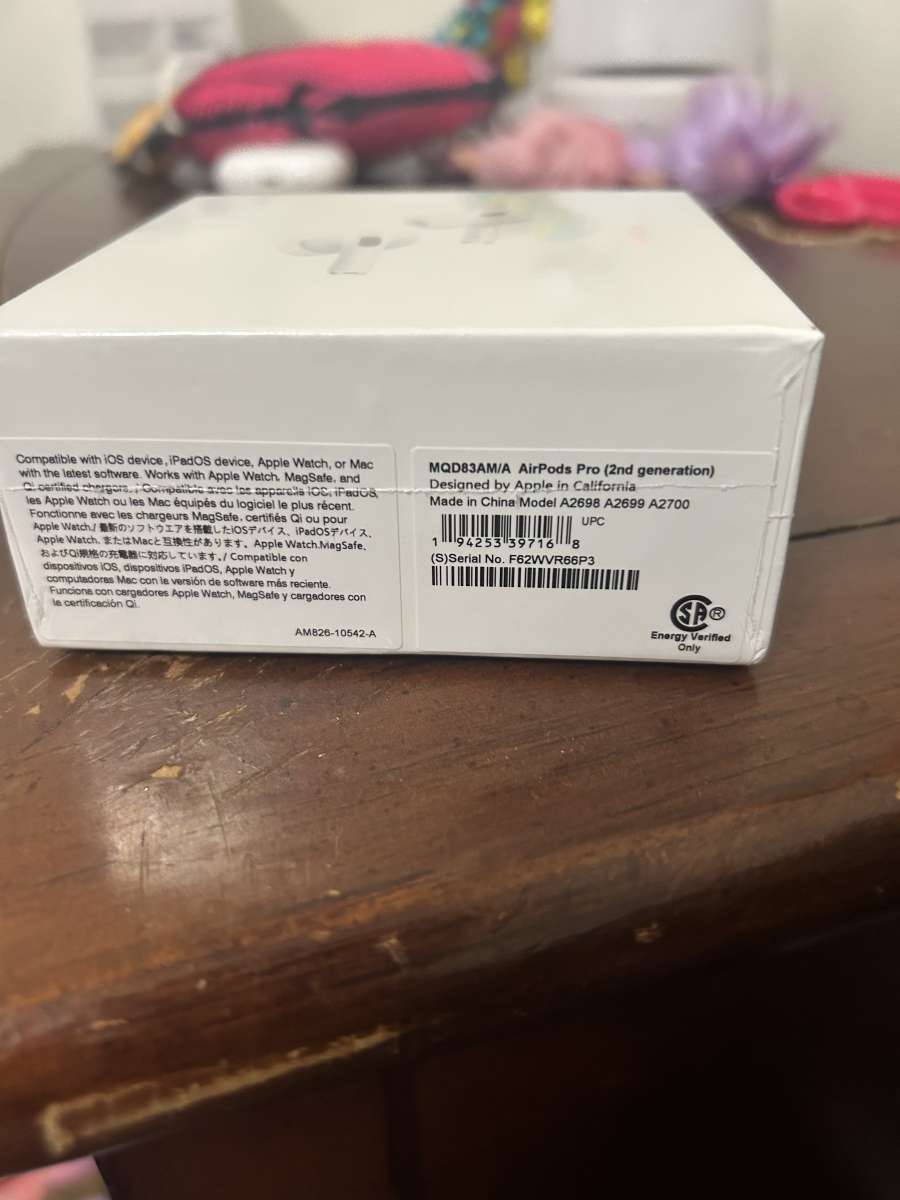 Compatible with iOS device, iPadOS device, Apple Watch, or Mac
with the latest software. Works with Apple Watch, MagSafe, and
Qi certified chargers. / Compatible avec les appareils iOS, iPadOS,
les Apple Watch ou les Mac équipés du logiciel le plus récent.
Fonctionne avec les chargeurs MagSafe, certifiés Qi ou pour
Apple Watch./ 最新のソフトウエアを搭載したiOSデバイス、iPadOSデバイス、
Apple Watch、またはMacと互換性があります。Apple Watch、MagSafe、
およびQi規格の充電器に対応しています。/ Compatible con
dispositivos iOS, dispositivos iPadOS, Apple Watch y
computadoras Mac con la versión de software más reciente.
Funciona con cargadores Apple Watch, MagSafe y cargadores con
la certificación Qi.
AM826-10542-A
MQD83AM/A AirPods Pro (2nd generation)
Designed by Apple in California
Made in China Model A2698 A2699 A2700
UPC
1 94253 39716 8
(S)Serial No. F62WVR66P3
SA®
Energy Verified
Only